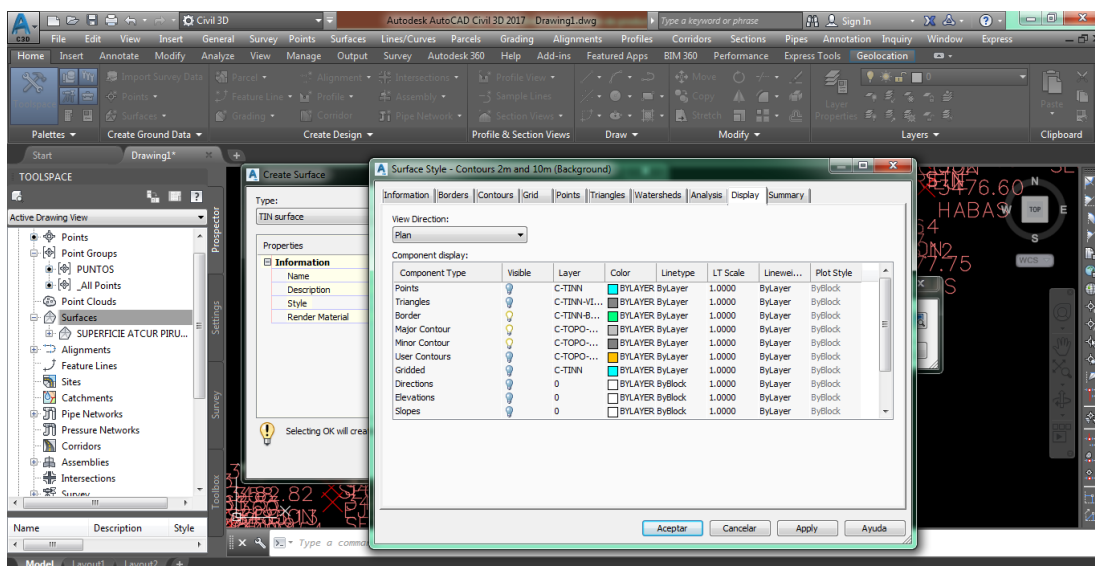 Civil 3D
Autodesk AutoCAD Civil 3D 2017 Drawing1.dwg
Type a keyword or phrase
Sign In
C3D
File Edit View Insert General Survey Points Surfaces Lines/Curves Parcels Grading Alignments Profiles Corridors Sections Pipes Annotation Inquiry Window Express
Home Insert Annotate Modify Analyze View Manage Output Survey Autodesk 360 Help Add-ins Featured Apps BIM 360 Performance Express Tools Geolocation
Import Survey Data Parcel Alignment Intersections Profile View Move
Points Feature Line Profile Assembly Sample Lines Copy Layer Paste
Surfaces Grading Corridor Pipe Network Section Views Stretch Properties
Palettes Create Ground Data Create Design Profile & Section Views Draw Modify Layers Clipboard
Start Drawing1*
TOOLSPACE
Active Drawing View
Points
Point Groups
PUNTOS
_All Points
Point Clouds
Surfaces
SUPERFICIE ATCUR PIRU...
Alignments
Feature Lines
Sites
Catchments
Pipe Networks
Pressure Networks
Corridors
Assemblies
Intersections
Survey
Name Description Style
Prospector
Settings
Survey
Toolbox
Create Surface
Type:
TIN surface
Properties
Information
Name
Description
Style
Render Material
Selecting OK will crea
Surface Style - Contours 2m and 10m (Background)
Information Borders Contours Grid Points Triangles Watersheds Analysis Display Summary
View Direction:
Plan
Component display:
Component Type Visible Layer Color Linetype LT Scale Linewei... Plot Style
Points C-TINN BYLAYER ByLayer 1.0000 ByLayer ByBlock
Triangles C-TINN-VI... BYLAYER ByLayer 1.0000 ByLayer ByBlock
Border C-TINN-B... BYLAYER ByLayer 1.0000 ByLayer ByBlock
Major Contour C-TOPO-... BYLAYER ByLayer 1.0000 ByLayer ByBlock
Minor Contour C-TOPO-... BYLAYER ByLayer 1.0000 ByLayer ByBlock
User Contours C-TOPO-... BYLAYER ByLayer 1.0000 ByLayer ByBlock
Gridded C-TINN BYLAYER ByLayer 1.0000 ByLayer ByBlock
Directions 0 BYLAYER ByBlock 1.0000 ByLayer ByBlock
Elevations 0 BYLAYER ByBlock 1.0000 ByLayer ByBlock
Slopes 0 BYLAYER ByBlock 1.0000 ByLayer ByBlock
Aceptar Cancelar Apply Ayuda
76.60
HABAS
N
W TOP E
S
WCS
Type a comma
Model Layout1 Layout2